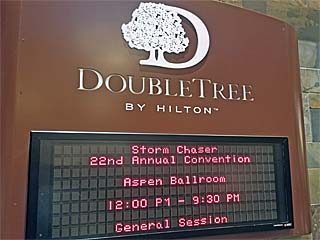 D
DOUBLETREE
BY HILTON™
Storm Chaser
22nd Annual Convention
Aspen Ballroom
12:00 PM - 9:30 PM
General Session